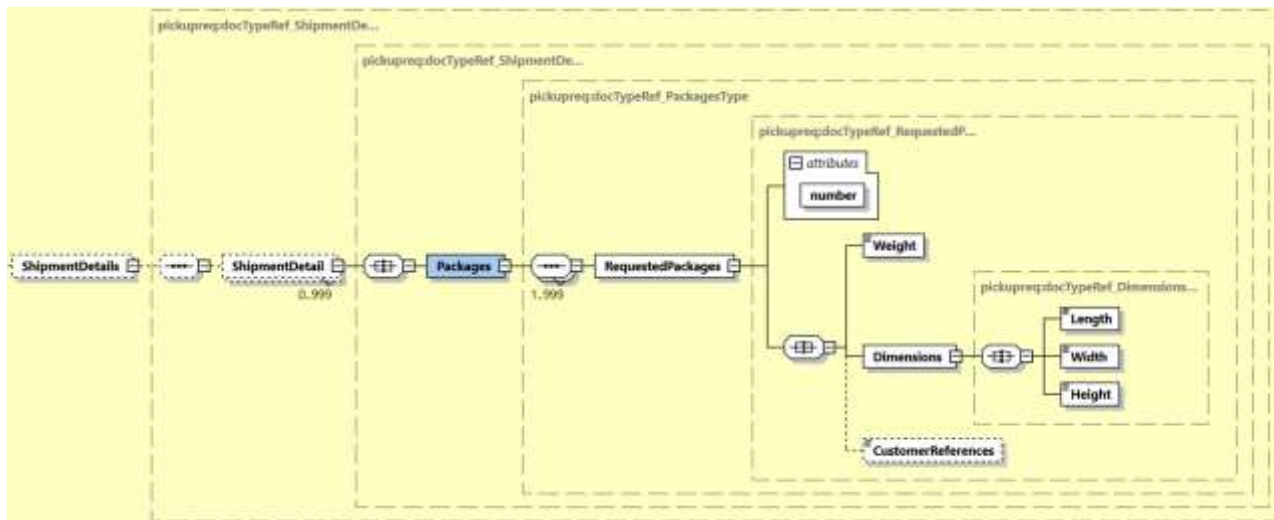 pickupreq:docTypeRef_ShipmentDe...
pickupreq:docTypeRef_ShipmentDe...
pickupreq:docTypeRef_PackagesType
pickupreq:docTypeRef_RequestedP...
attributes
number
Weight
ShipmentDetails
ShipmentDetail
Packages
RequestedPackages
0..999
1..999
pickupreq:docTypeRef_Dimensions...
Length
Dimensions
Width
Height
CustomerReferences